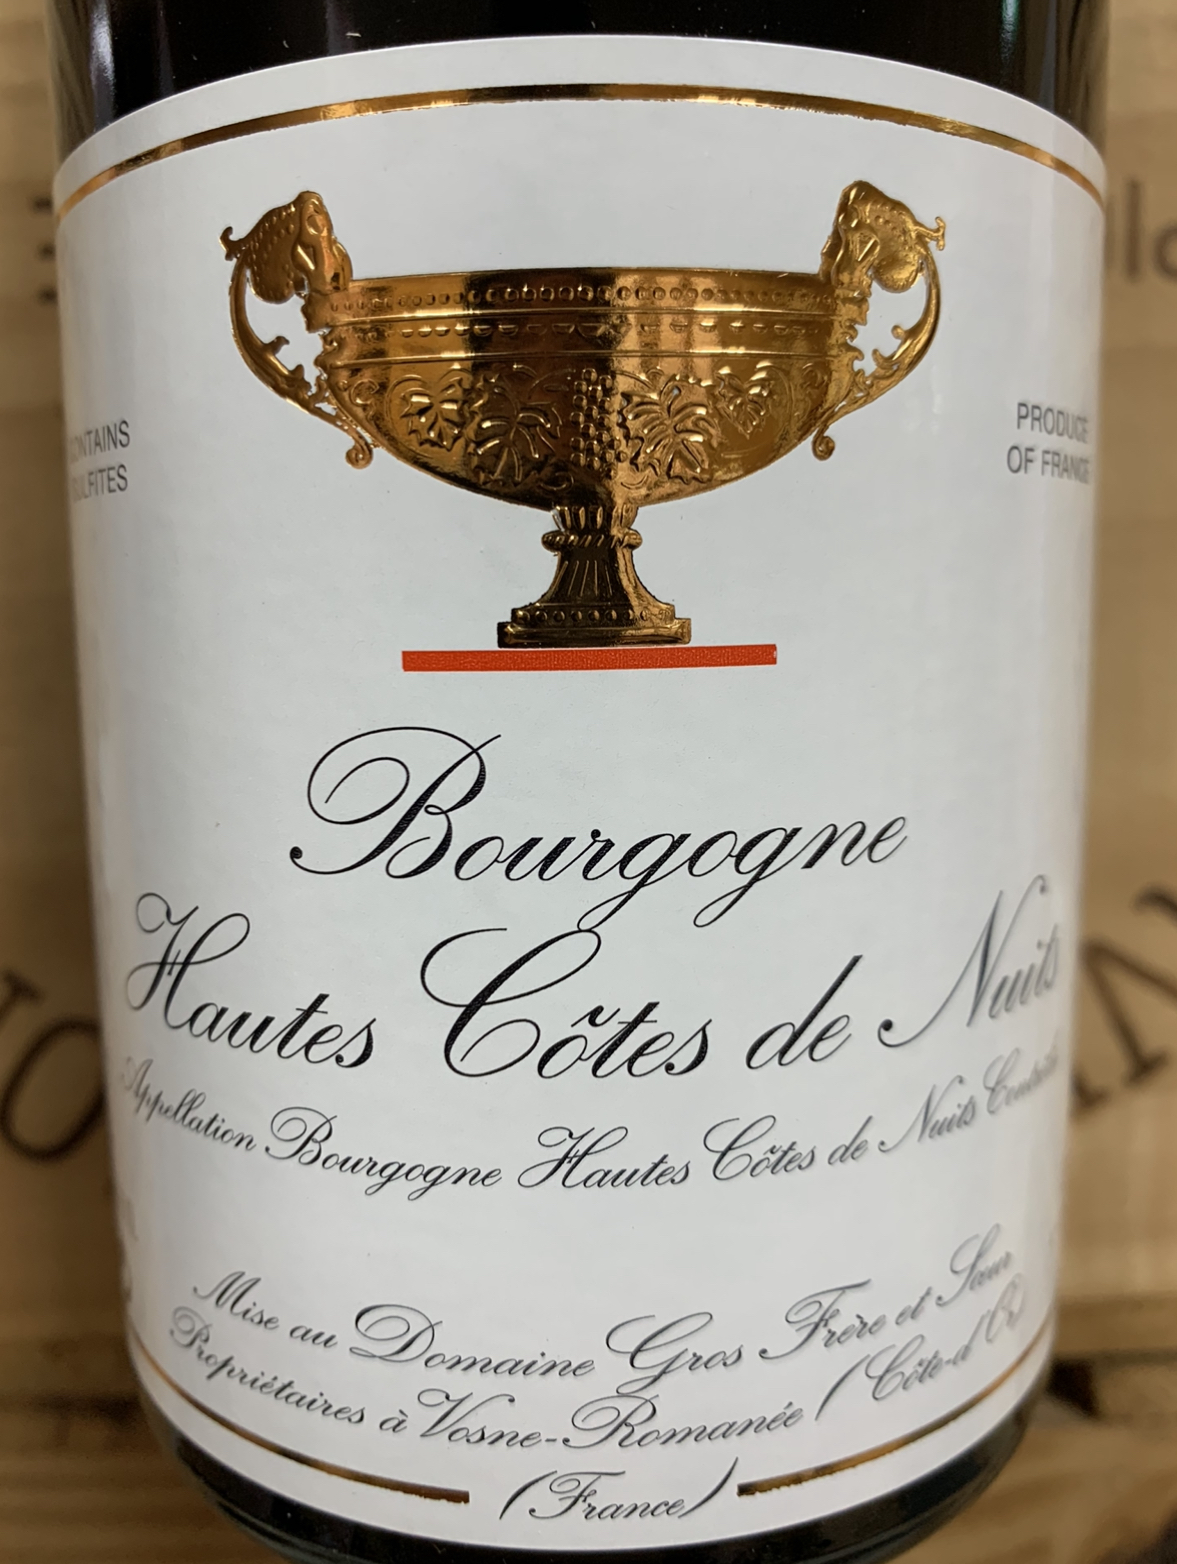 CONTAINS
SULFITES
PRODUCE
OF FRANCE
Bourgogne
Hautes Côtes de Nuits
Appellation Bourgogne Hautes Côtes de Nuits Contrôlée
Mise au Domaine Gros Frère et Sœur
Propriétaires à Vosne-Romanée (Côte-d'Or)
(France)